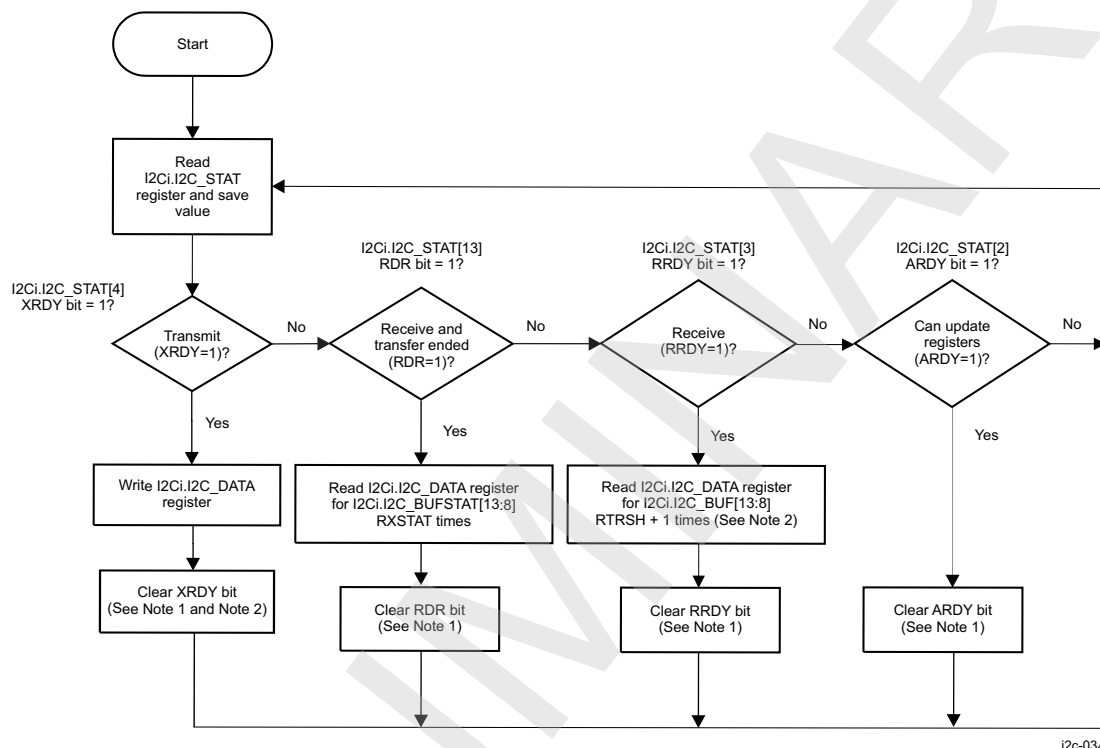 Start
Read
I2Ci.I2C_STAT
register and save
value
I2Ci.I2C_STAT[4]
XRDY bit = 1?
Transmit
(XRDY=1)?
No
Yes
I2Ci.I2C_STAT[13]
RDR bit = 1?
Receive and
transfer ended
(RDR=1)?
No
Yes
I2Ci.I2C_STAT[3]
RRDY bit = 1?
Receive
(RRDY=1)?
No
Yes
I2Ci.I2C_STAT[2]
ARDY bit = 1?
Can update
registers
(ARDY=1)?
No
Yes
Write I2Ci.I2C_DATA
register
Read I2Ci.I2C_DATA register
for I2Ci.I2C_BUFSTAT[13:8]
RXSTAT times
Read I2Ci.I2C_DATA register
for I2Ci.I2C_BUF[13:8]
RTRSH + 1 times (See Note 2)
Clear XRDY bit
(See Note 1 and Note 2)
Clear RDR bit
(See Note 1)
Clear RRDY bit
(See Note 1)
Clear ARDY bit
(See Note 1)
IMINAR